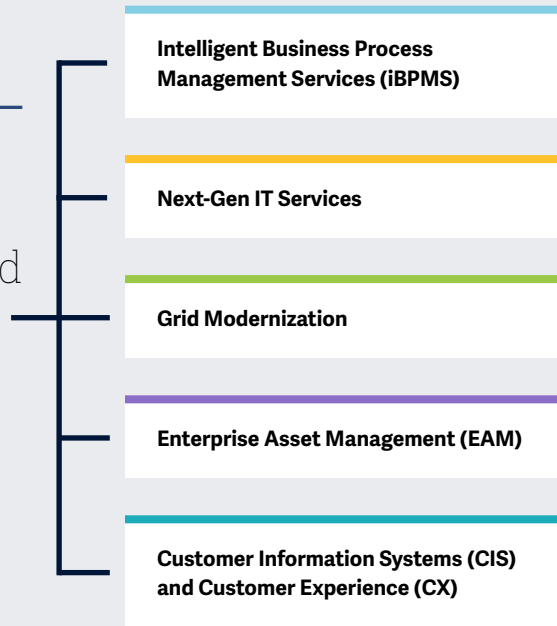 Intelligent Business Process
Management Services (iBPMS)
Next-Gen IT Services
d
Grid Modernization
Enterprise Asset Management (EAM)
Customer Information Systems (CIS)
and Customer Experience (CX)